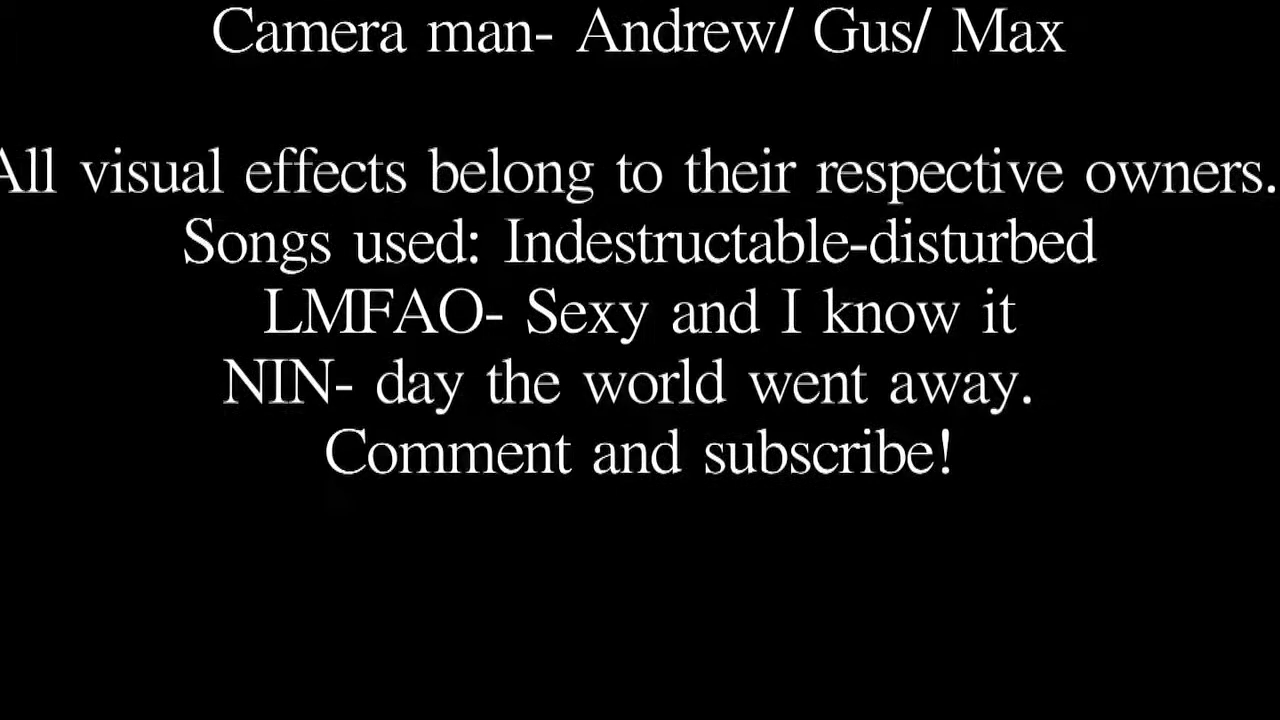 Camera man- Andrew/ Gus/ Max
All visual effects belong to their respective owners.
Songs used: Indestructable-disturbed
LMFAO- Sexy and I know it
NIN- day the world went away.
Comment and subscribe!